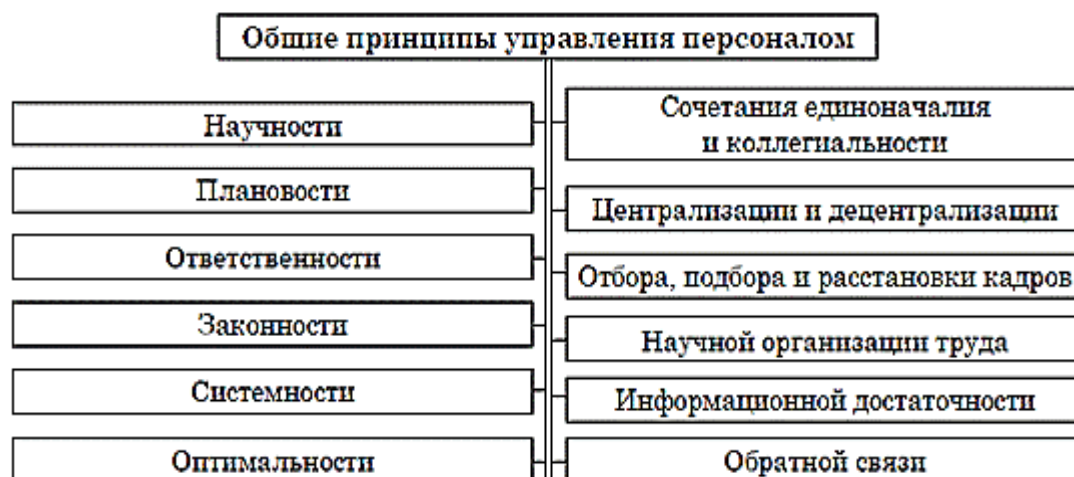 Общие принципы управления персоналом
Научности
Плановости
Ответственности
Законности
Системности
Оптимальности
Сочетания единоначалия
и коллегиальности
Централизации и децентрализации
Отбора, подбора и расстановки кадров
Научной организации труда
Информационной достаточности
Обратной связи